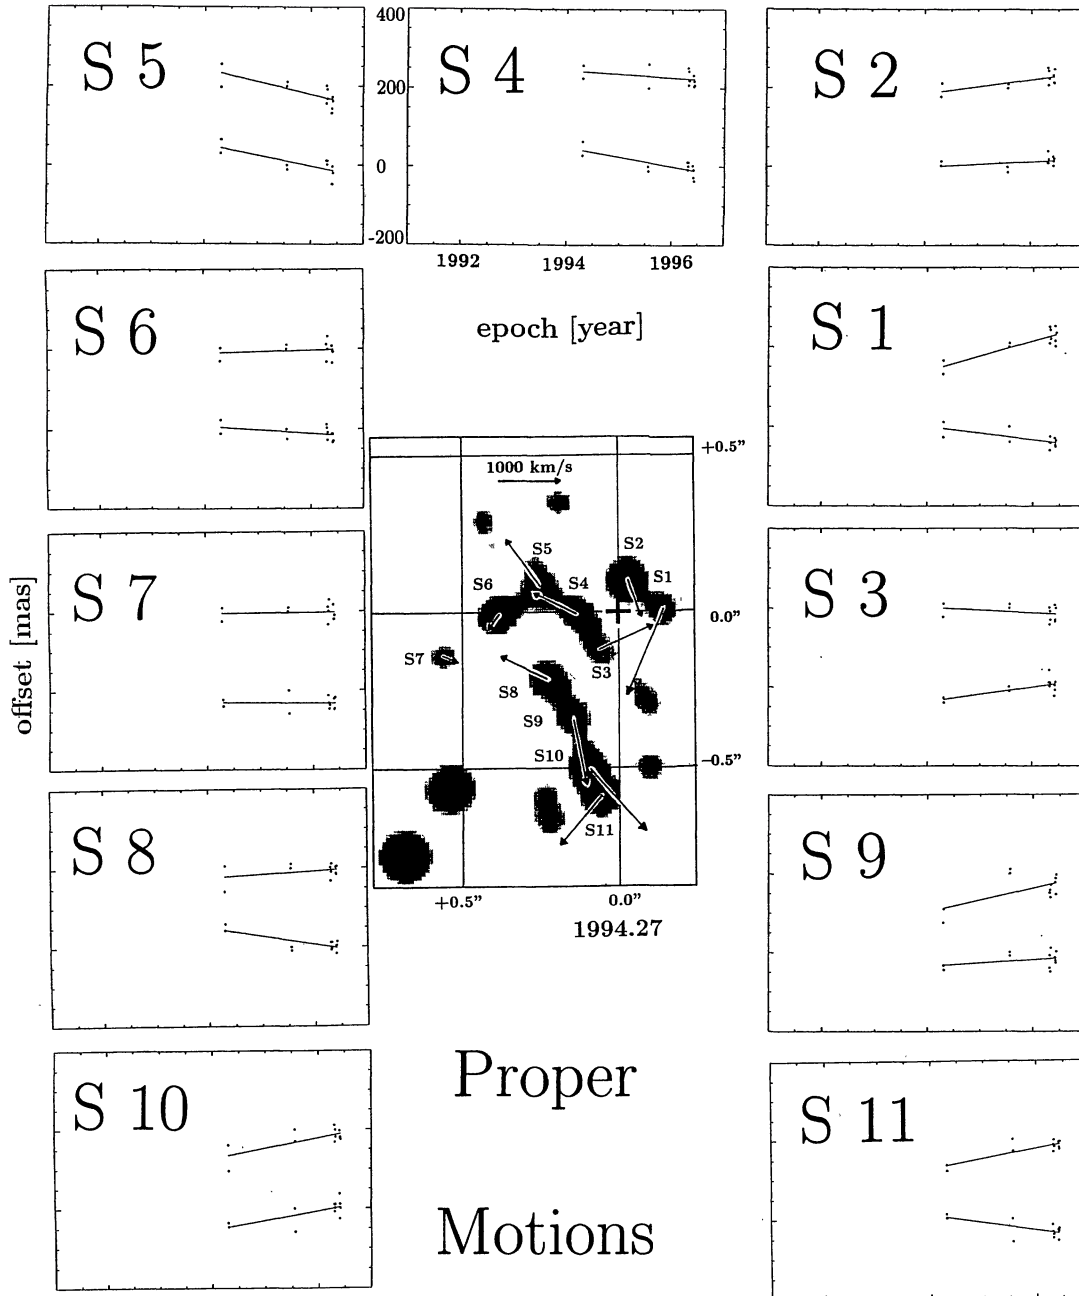 S 5
S 4
S 2
400
200
0
-200
1992
1994
1996
epoch [year]
S 6
S 1
+0.5"
1000 km/s
S5
S2
S6
S4
S1
0.0"
S7
S3
S8
S9
S10
-0.5"
S11
+0.5"
0.0"
1994.27
S 7
S 3
offset [mas]
S 8
S 9
S 10
S 11
Proper
Motions